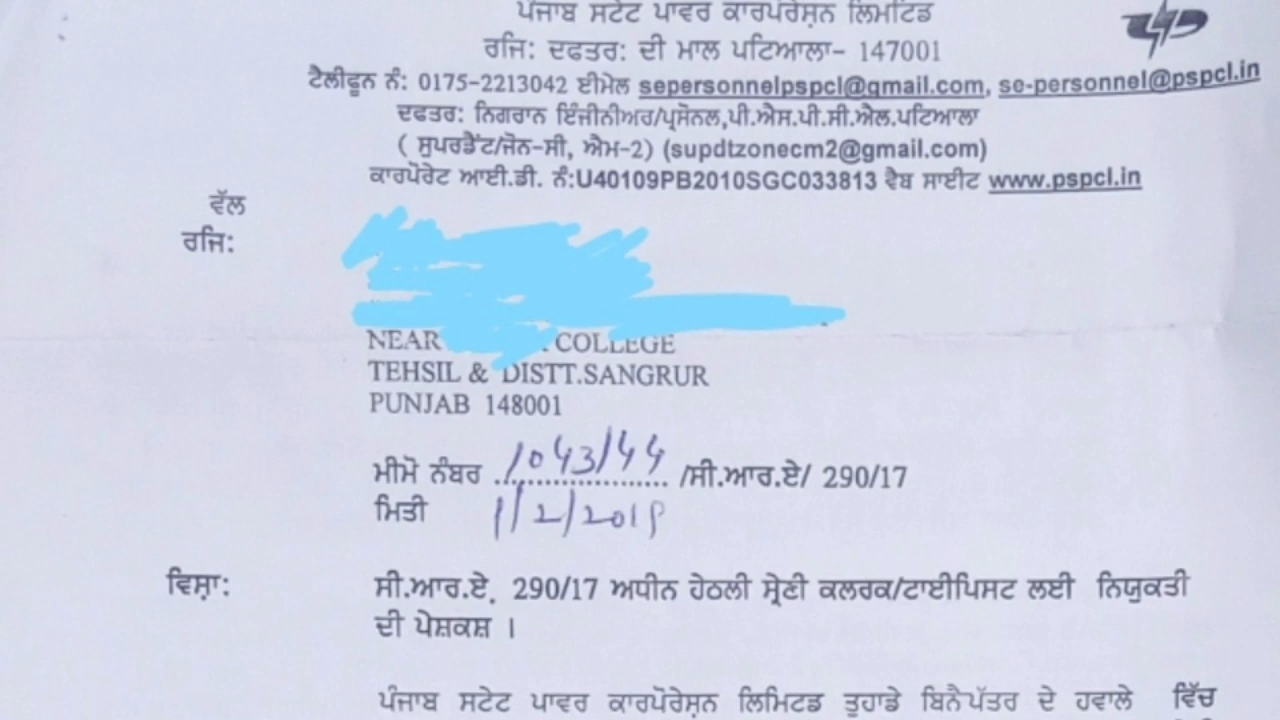 ਪੰਜਾਬ ਸਟੇਟ ਪਾਵਰ ਕਾਰਪੋਰੇਸ਼ਨ ਲਿਮਟਿਡ
ਰਜਿ: ਦਫਤਰ: ਦੀ ਮਾਲ ਪਟਿਆਲਾ- 147001
ਟੈਲੀਫੂਨ ਨੰ: 0175-2213042 ਈਮੇਲ sepersonnelpspcl@gmail.com, se-personnel@pspcl.in
ਦਫਤਰ: ਨਿਗਰਾਨ ਇੰਜੀਨੀਅਰ/ਪ੍ਰਸੋਨਲ,ਪੀ.ਐਸ.ਪੀ.ਸੀ.ਐਲ.ਪਟਿਆਲਾ
( ਸੁਪਰਡੈਂਟ/ਜੋਨ-ਸੀ, ਐਮ-2) (supdtzonecm2@gmail.com)
ਕਾਰਪੋਰੇਟ ਆਈ.ਡੀ. ਨੰ:U40109PB2010SGC033813 ਵੈਬ ਸਾਈਟ www.pspcl.in
ਵੱਲ
ਰਜਿ:
NEAR COLLEGE
TEHSIL & DISTT.SANGRUR
PUNJAB 148001
ਮੀਮੋ ਨੰਬਰ 1043/44 /ਸੀ.ਆਰ.ਏ/ 290/17
ਮਿਤੀ 1/2/2019
ਵਿਸ਼ਾ: ਸੀ.ਆਰ.ਏ. 290/17 ਅਧੀਨ ਹੇਠਲੀ ਸ਼੍ਰੇਣੀ ਕਲਰਕ/ਟਾਈਪਿਸਟ ਲਈ ਨਿਯੁਕਤੀ
ਦੀ ਪੇਸ਼ਕਸ਼ ।
ਪੰਜਾਬ ਸਟੇਟ ਪਾਵਰ ਕਾਰਪੋਰੇਸ਼ਨ ਲਿਮਿਟਡ ਤੁਹਾਡੇ ਬਿਨੈਪੱਤਰ ਦੇ ਹਵਾਲੇ ਵਿੱਚ